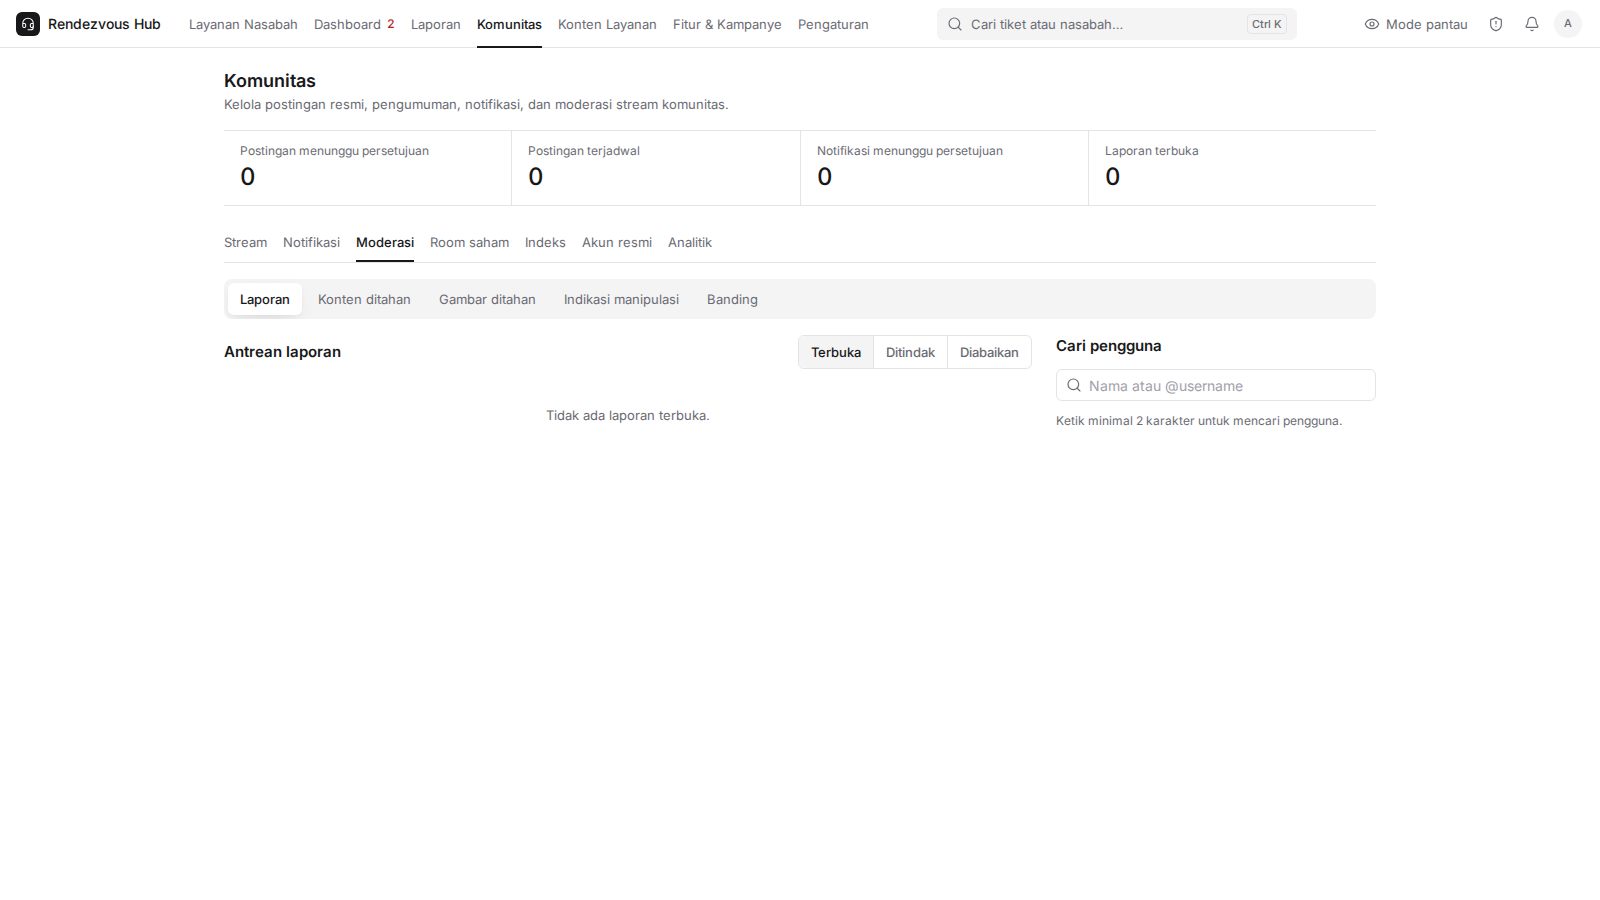 Rendezvous Hub Layanan Nasabah Dashboard 2 Laporan Komunitas Konten Layanan Fitur & Kampanye Pengaturan Cari tiket atau nasabah... Ctrl K Mode pantau A
Komunitas
Kelola postingan resmi, pengumuman, notifikasi, dan moderasi stream komunitas.
Postingan menunggu persetujuan Postingan terjadwal Notifikasi menunggu persetujuan Laporan terbuka
0 0 0 0
Stream Notifikasi Moderasi Room saham Indeks Akun resmi Analitik
Laporan Konten ditahan Gambar ditahan Indikasi manipulasi Banding
Antrean laporan Terbuka Ditindak Diabaikan
Tidak ada laporan terbuka.
Cari pengguna
Nama atau @username
Ketik minimal 2 karakter untuk mencari pengguna.